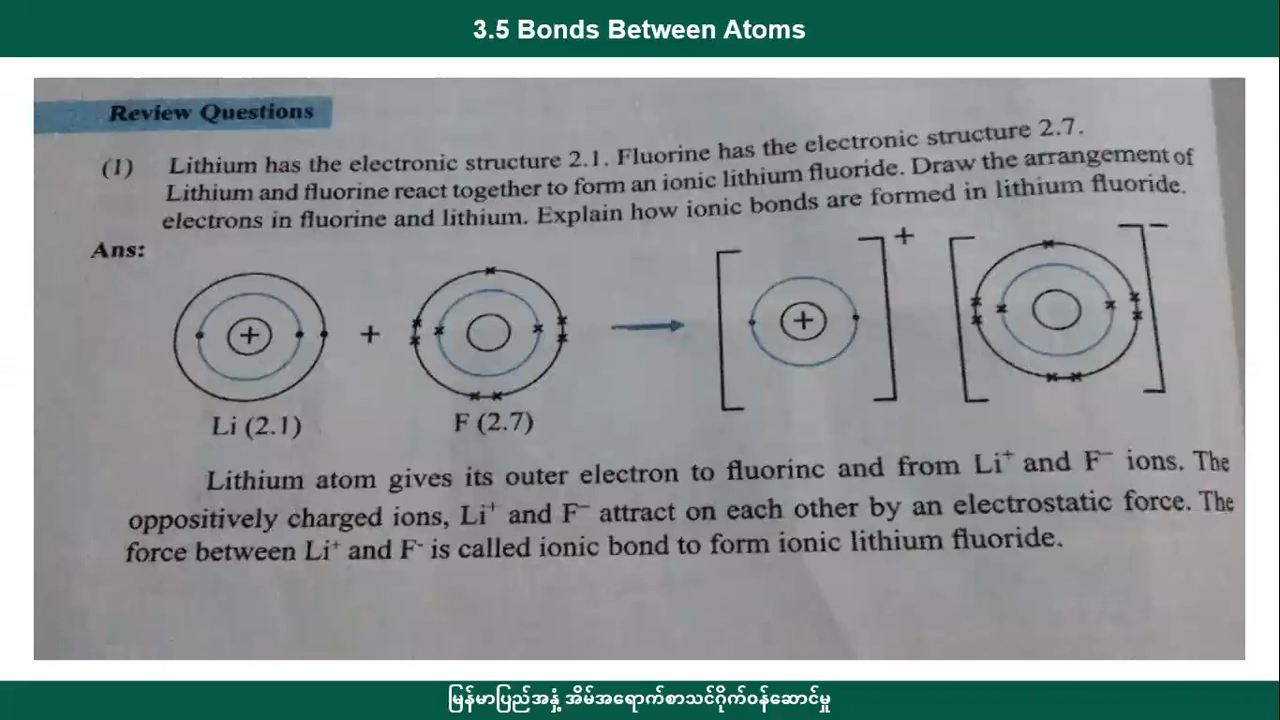 3.5 Bonds Between Atoms
Review Questions
(1) Lithium has the electronic structure 2.1. Fluorine has the electronic structure 2.7.
Lithium and fluorine react together to form an ionic lithium fluoride. Draw the arrangement of
electrons in fluorine and lithium. Explain how ionic bonds are formed in lithium fluoride.
Ans:
+ + → [ + ]+ [ ]−
Li (2.1) F (2.7)
Lithium atom gives its outer electron to fluorinc and from Li+ and F− ions. The
oppositively charged ions, Li+ and F− attract on each other by an electrostatic force. The
force between Li+ and F- is called ionic bond to form ionic lithium fluoride.
မြန်မာပြည်အနှံ့ အိမ်အရောက်စာသင်ဂိုက်ဝန်ဆောင်မှု